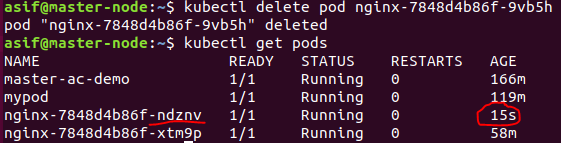 asif@master-node:~$ kubectl delete pod nginx-7848d4b86f-9vb5h
pod "nginx-7848d4b86f-9vb5h" deleted
asif@master-node:~$ kubectl get pods
NAME READY STATUS RESTARTS AGE
master-ac-demo 1/1 Running 0 166m
mypod 1/1 Running 0 119m
nginx-7848d4b86f-ndznv 1/1 Running 0 15s
nginx-7848d4b86f-xtm9p 1/1 Running 0 58m